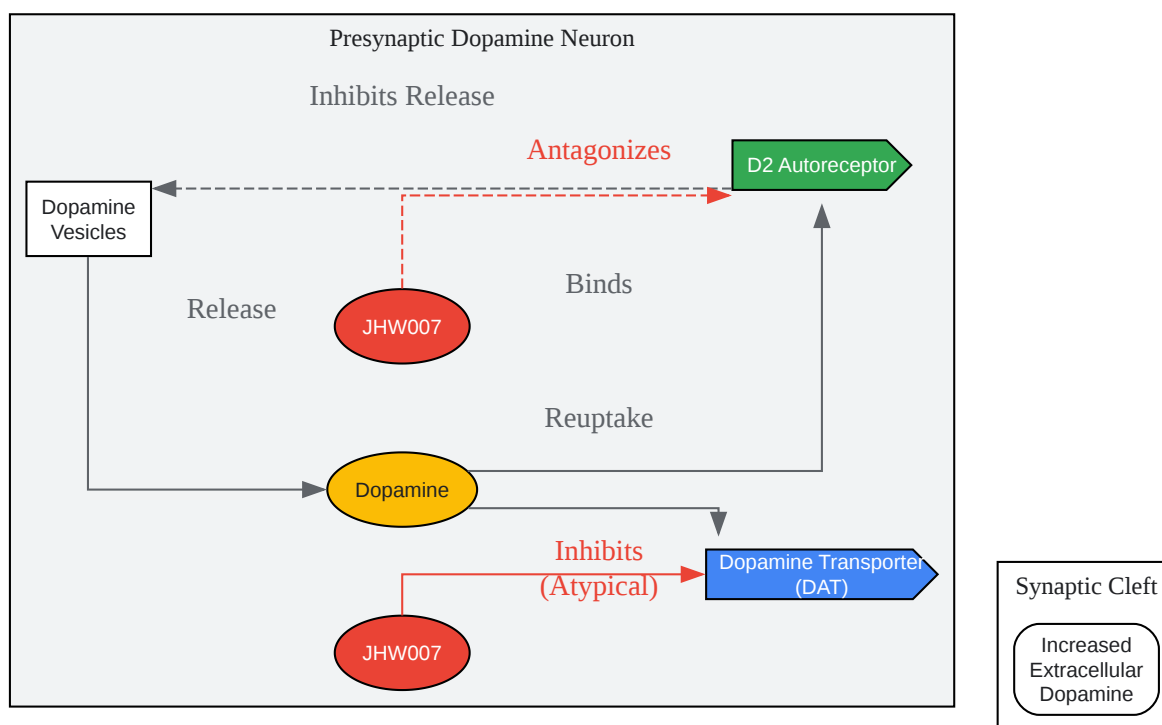 Presynaptic Dopamine Neuron
Inhibits Release
Antagonizes
D2 Autoreceptor
Dopamine
Vesicles
Binds
Release
JHW007
Reuptake
Dopamine
Inhibits
(Atypical)
Dopamine Transporter
(DAT)
JHW007
Synaptic Cleft
Increased
Extracellular
Dopamine